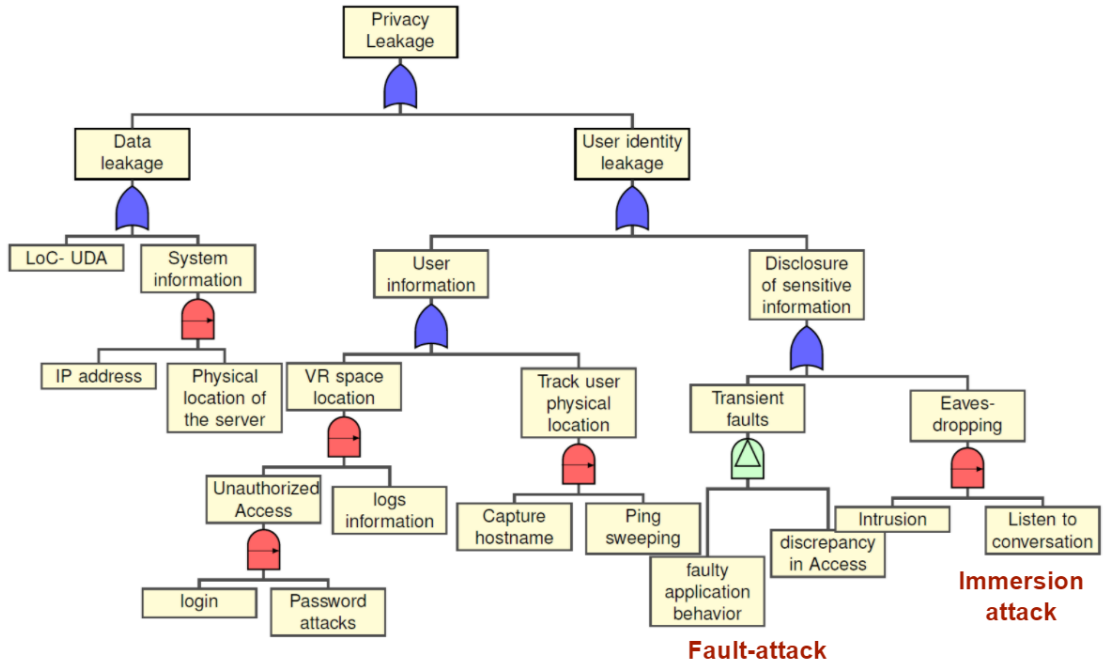 Privacy
Leakage
Data
leakage
User identity
leakage
LoC- UDA
System
information
User
information
Disclosure
of sensitive
information
IP address
Physical
location of
the server
VR space
location
Track user
physical
location
Transient
faults
Eaves-
dropping
Unauthorized
Access
logs
information
Capture
hostname
Ping
sweeping
faulty
application
behavior
discrepancy
in Access
Intrusion
Listen to
conversation
login
Password
attacks
Immersion
attack
Fault-attack